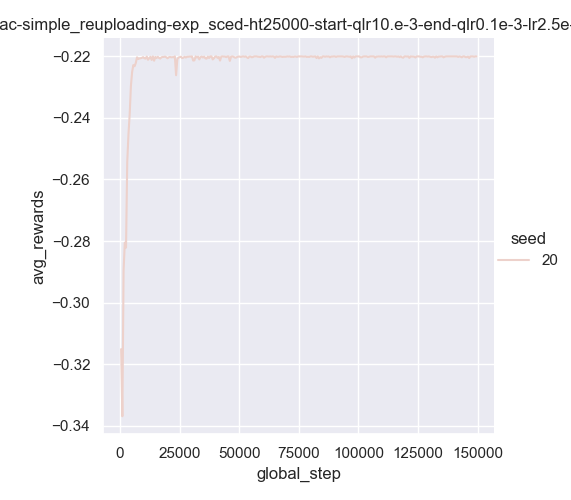 ac-simple_reuploading-exp_sced-ht25000-start-qlr10.e-3-end-qlr0.1e-3-lr2.5e-
−0.22
−0.24
−0.26
−0.28
−0.30
−0.32
−0.34
avg_rewards
0 25000 50000 75000 100000 125000 150000
global_step
seed
20